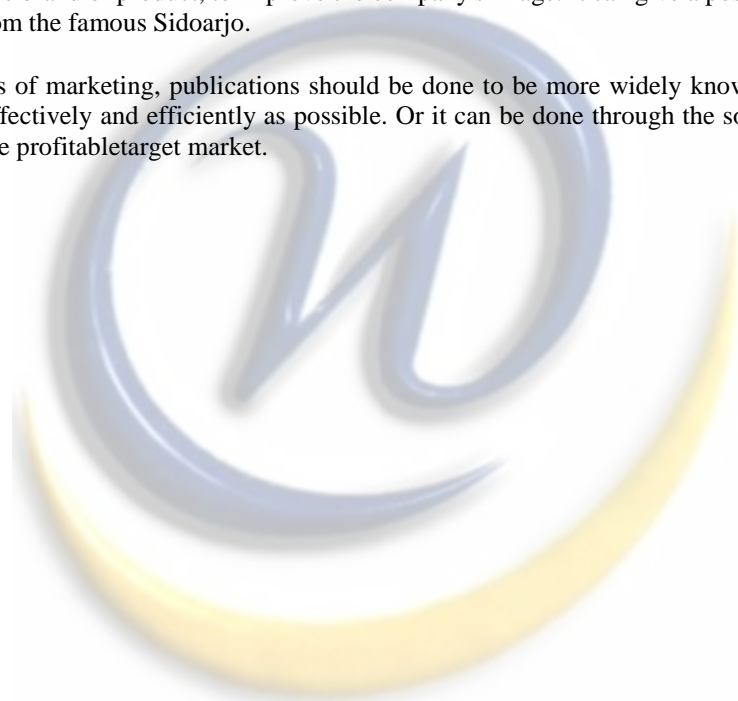 om the famous Sidoarjo.
s of marketing, publications should be done to be more widely know
ffectively and efficiently as possible. Or it can be done through the so
e profitabletarget market.